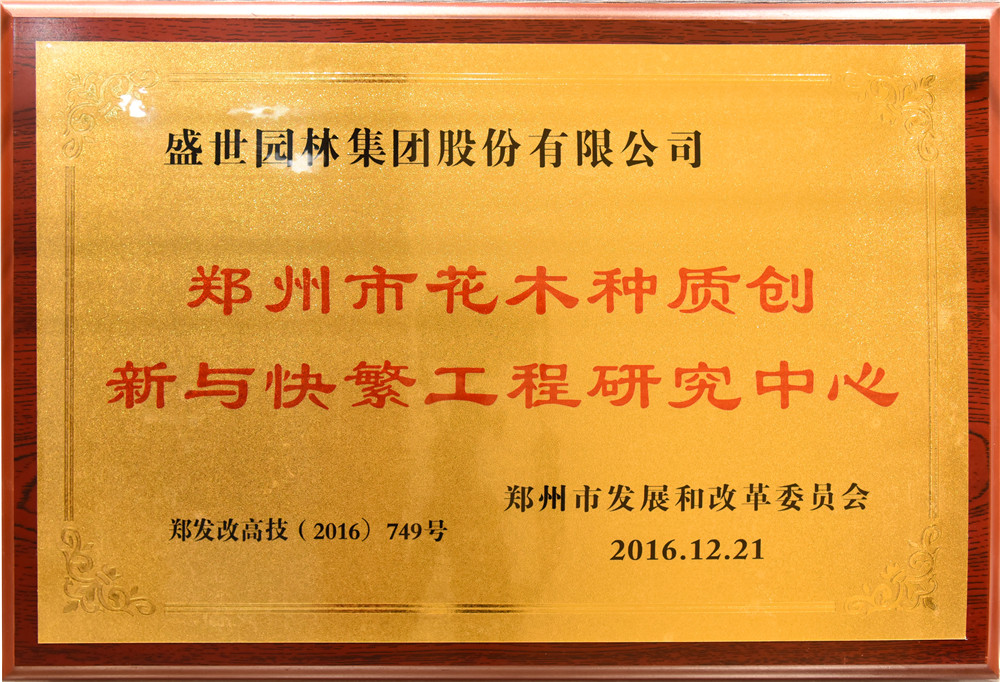 盛世园林集团股份有限公司
郑州市花木种质创
新与快繁工程研究中心
郑州市发展和改革委员会
郑发改高技（2016）749号
2016.12.21